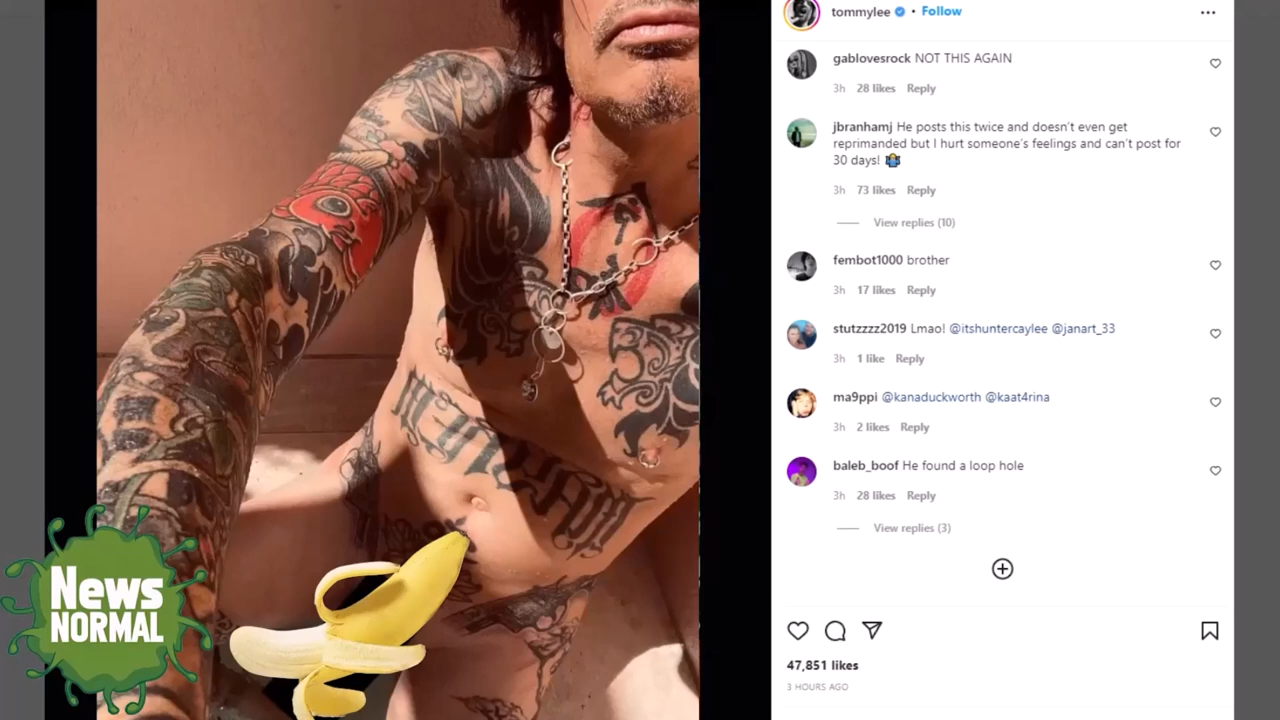 tommylee • Follow
gablovesrock NOT THIS AGAIN
3h 28 likes Reply
jbranhamj He posts this twice and doesn't even get
reprimanded but I hurt someone's feelings and can't post for
30 days! 🤷
3h 73 likes Reply
View replies (10)
fembot1000 brother
3h 17 likes Reply
stutzzzz2019 Lmao! @itshuntercaylee @janart_33
3h 1 like Reply
ma9ppi @kanaduckworth @kaat4rina
3h 2 likes Reply
baleb_boof He found a loop hole
3h 28 likes Reply
View replies (3)
47,851 likes
3 HOURS AGO
News
NORMAL